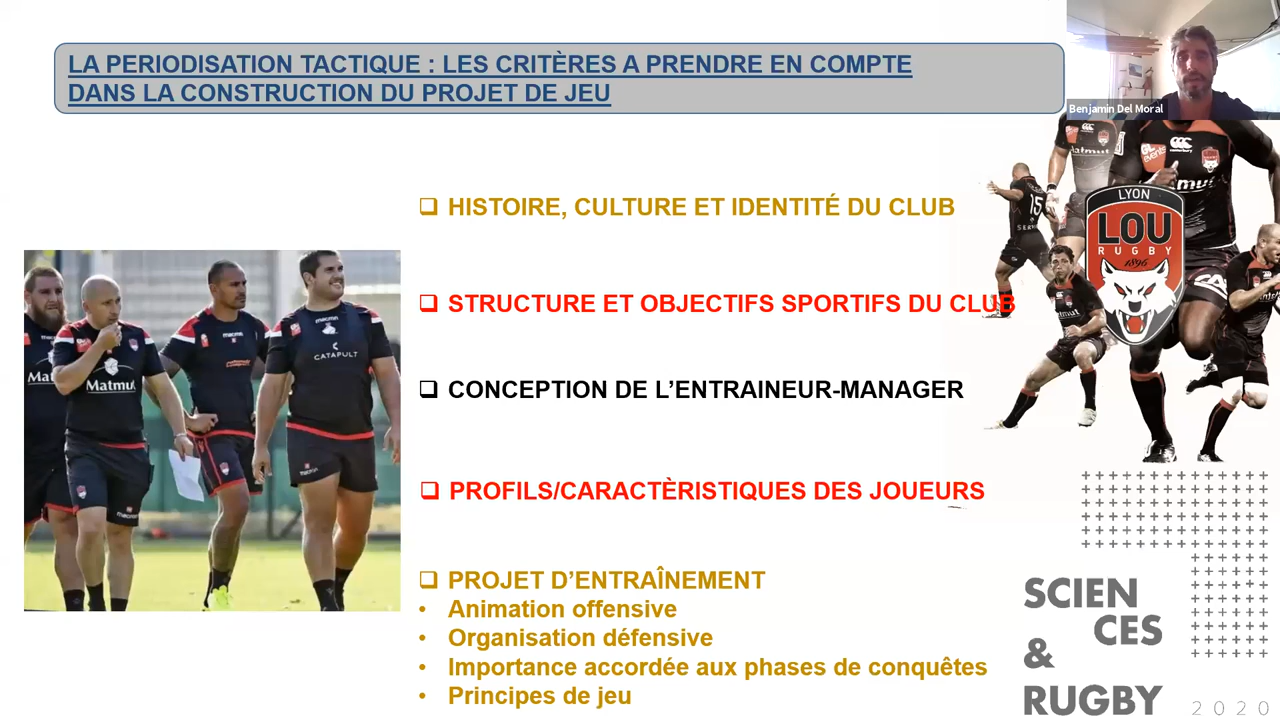 LA PERIODISATION TACTIQUE : LES CRITÈRES A PRENDRE EN COMPTE
DANS LA CONSTRUCTION DU PROJET DE JEU
Benjamin Del Moral
HISTOIRE, CULTURE ET IDENTITÉ DU CLUB
STRUCTURE ET OBJECTIFS SPORTIFS DU CLUB
CONCEPTION DE L'ENTRAINEUR-MANAGER
PROFILS/CARACTÈRISTIQUES DES JOUEURS
PROJET D'ENTRAÎNEMENT
• Animation offensive
• Organisation défensive
• Importance accordée aux phases de conquêtes
• Principes de jeu
macron
CATAPULT
Matmut
macron
LYON
LOU
RUGBY
1896
15
SCIEN
CES
&
RUGBY
2020